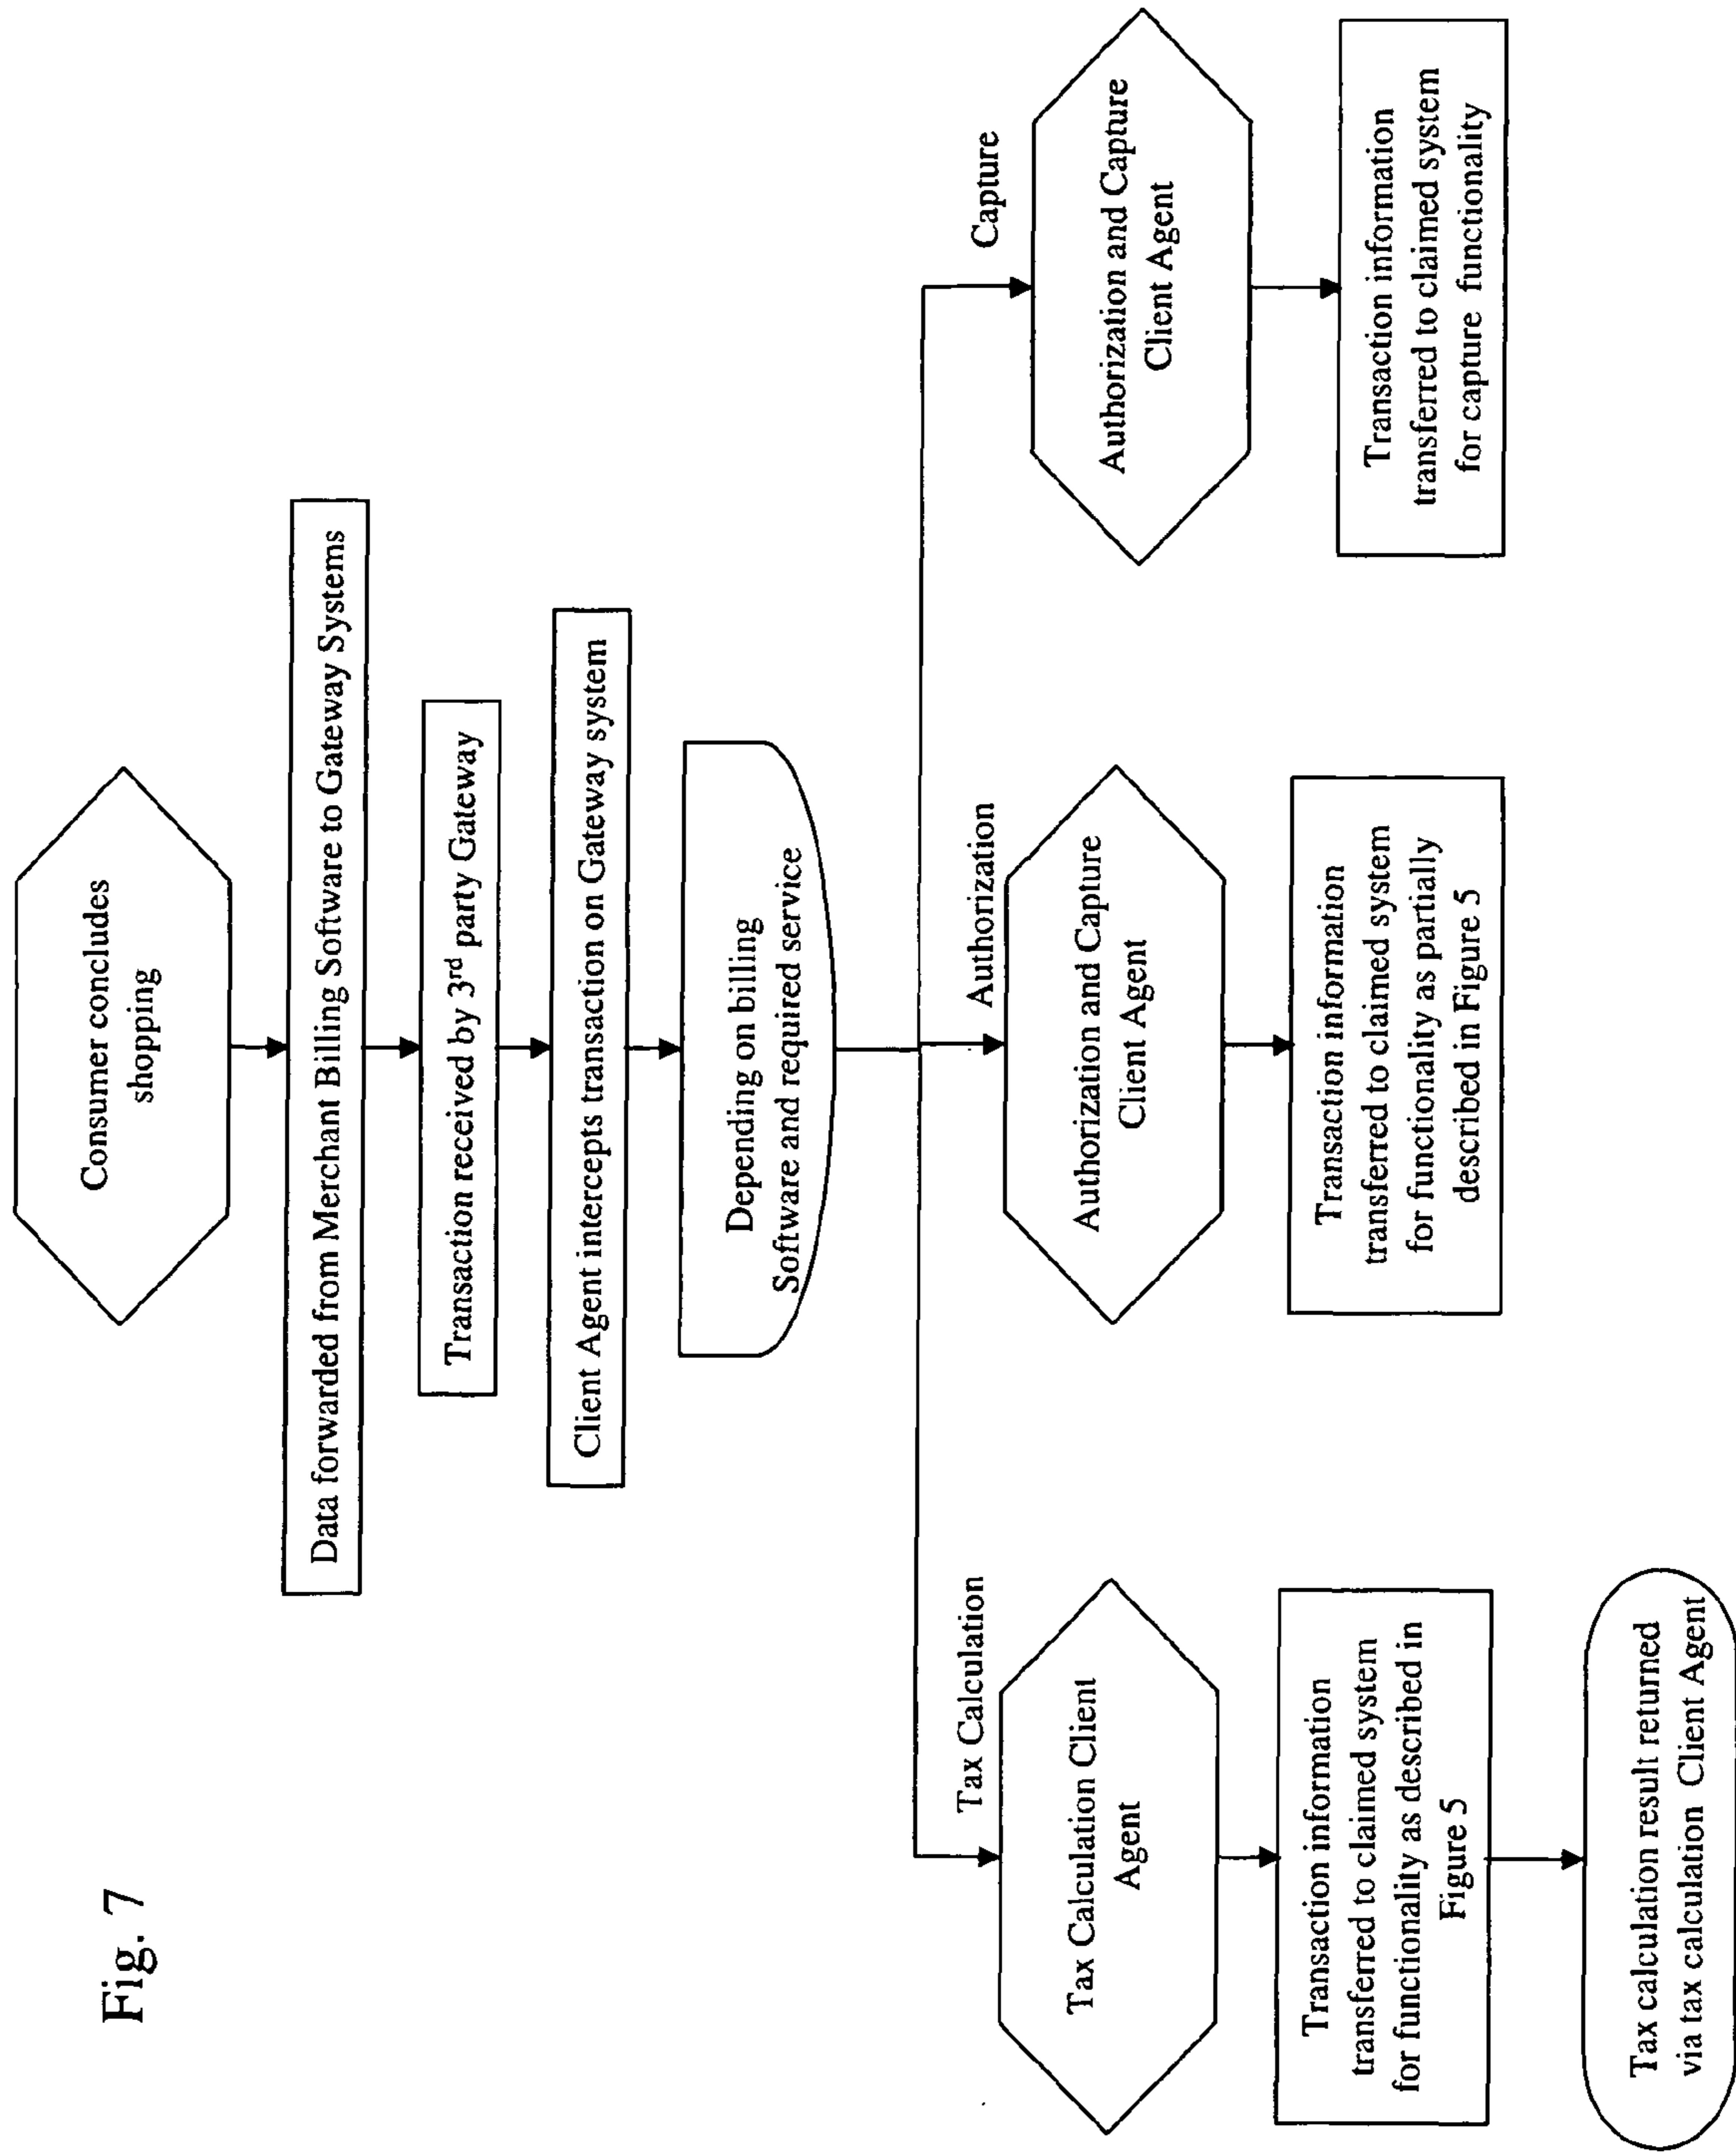 Fig. 7
Consumer concludes
shopping
Data forwarded from Merchant Billing Software to Gateway Systems
Transaction received by 3rd party Gateway
Client Agent intercepts transaction on Gateway system
Depending on billing
Software and required service
Tax Calculation
Tax Calculation Client
Agent
Transaction information
transferred to claimed system
for functionality as described in
Figure 5
Tax calculation result returned
via tax calculation Client Agent
Authorization
Authorization and Capture
Client Agent
Transaction information
transferred to claimed system
for functionality as partially
described in Figure 5
Capture
Authorization and Capture
Client Agent
Transaction information
transferred to claimed system
for capture functionality